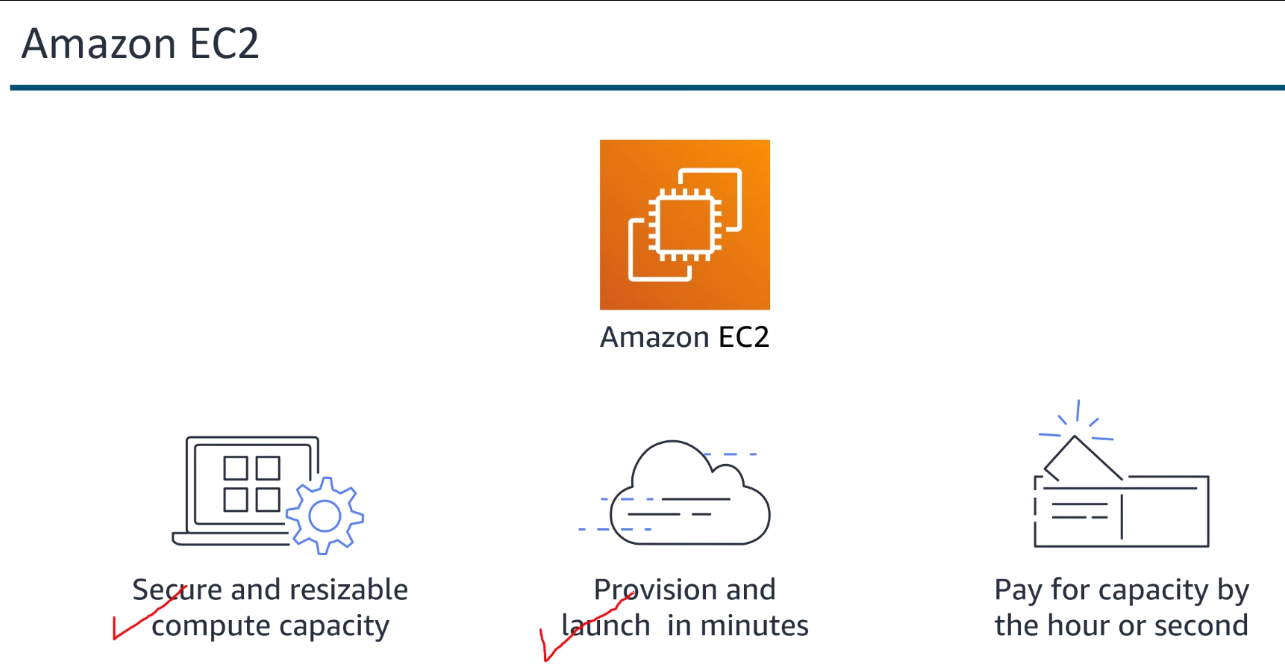 Amazon EC2
Amazon EC2
Secure and resizable
compute capacity
Provision and
launch in minutes
Pay for capacity by
the hour or second